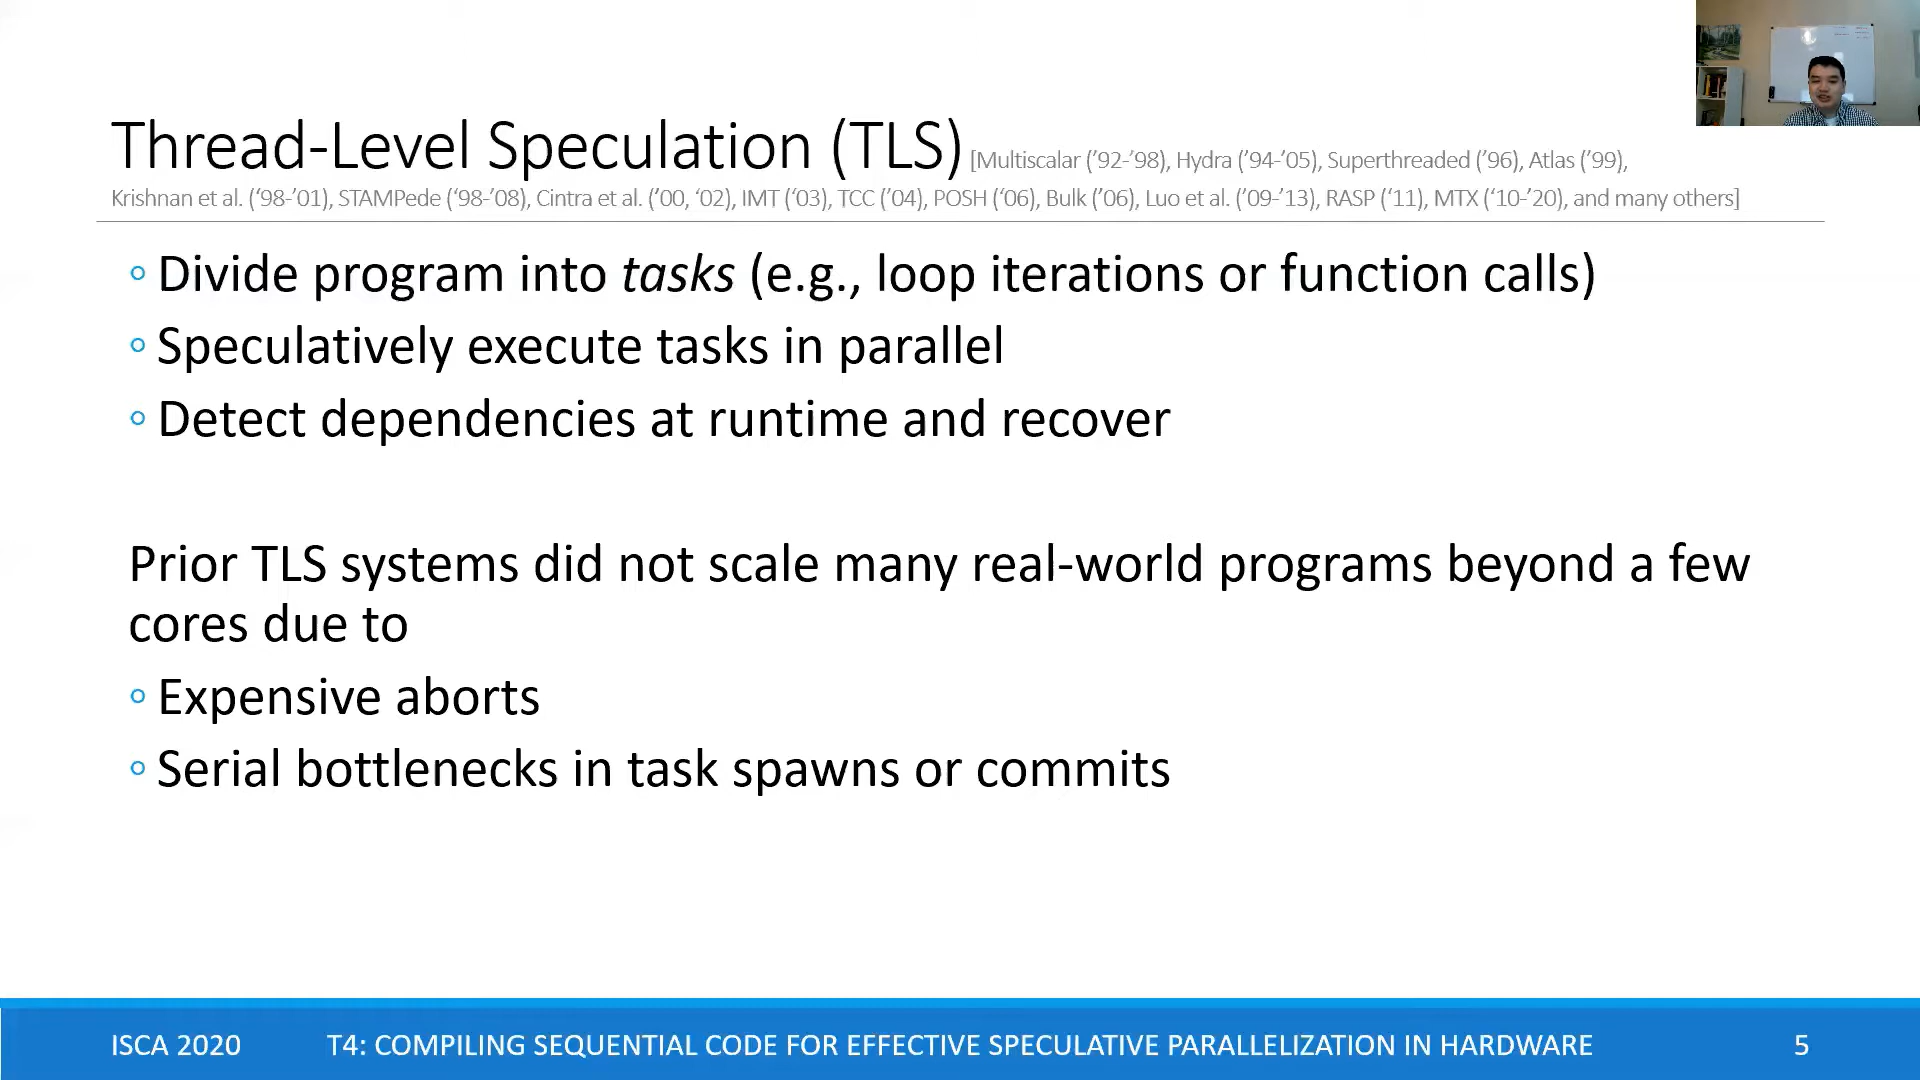 Thread-Level Speculation (TLS) [Multiscalar (’92-’98), Hydra (’94-’05), Superthreaded (’96), Atlas (’99),
Krishnan et al. (‘98-’01), STAMPede (‘98-’08), Cintra et al. (’00, ‘02), IMT (‘03), TCC (’04), POSH (‘06), Bulk (’06), Luo et al. (’09-’13), RASP (‘11), MTX (‘10-’20), and many others]
◦ Divide program into tasks (e.g., loop iterations or function calls)
◦ Speculatively execute tasks in parallel
◦ Detect dependencies at runtime and recover
Prior TLS systems did not scale many real-world programs beyond a few
cores due to
◦ Expensive aborts
◦ Serial bottlenecks in task spawns or commits
ISCA 2020 T4: COMPILING SEQUENTIAL CODE FOR EFFECTIVE SPECULATIVE PARALLELIZATION IN HARDWARE 5